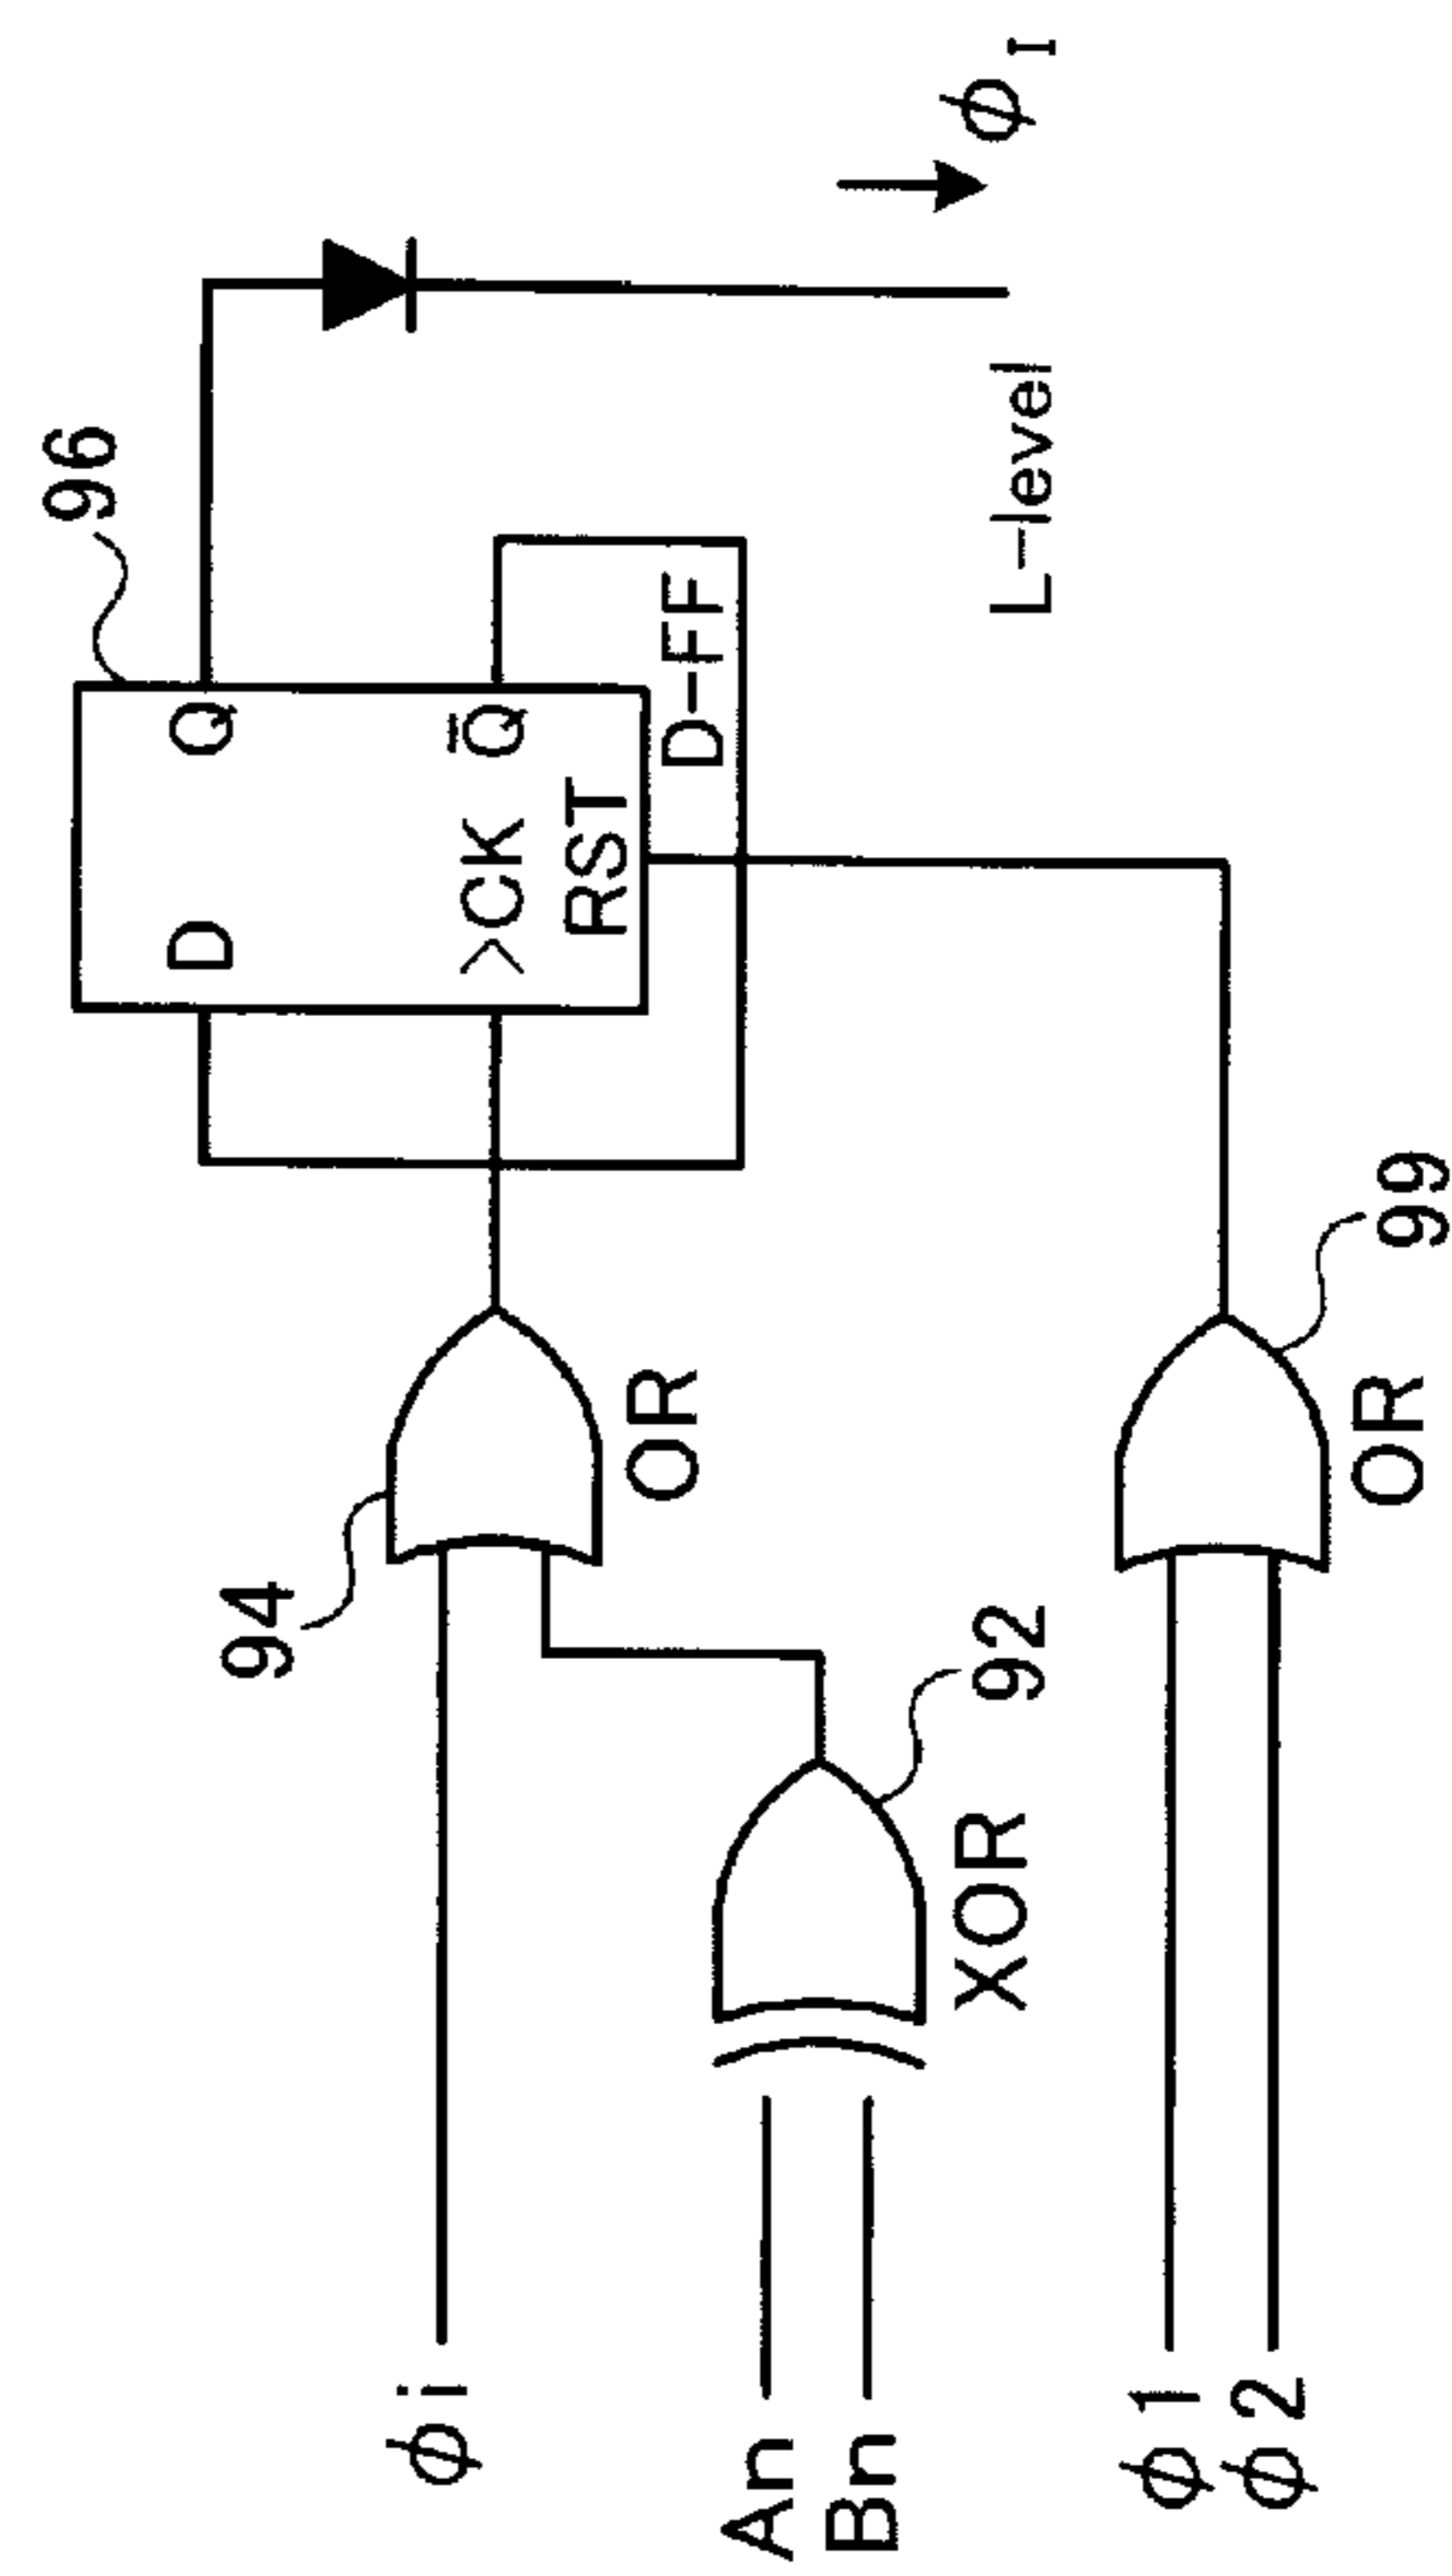 φi
An
Bn
φ1
φ2
94
OR
92
XOR
99
OR
96
D
Q
>CK
Q̅
RST
D-FF
L-level
φI